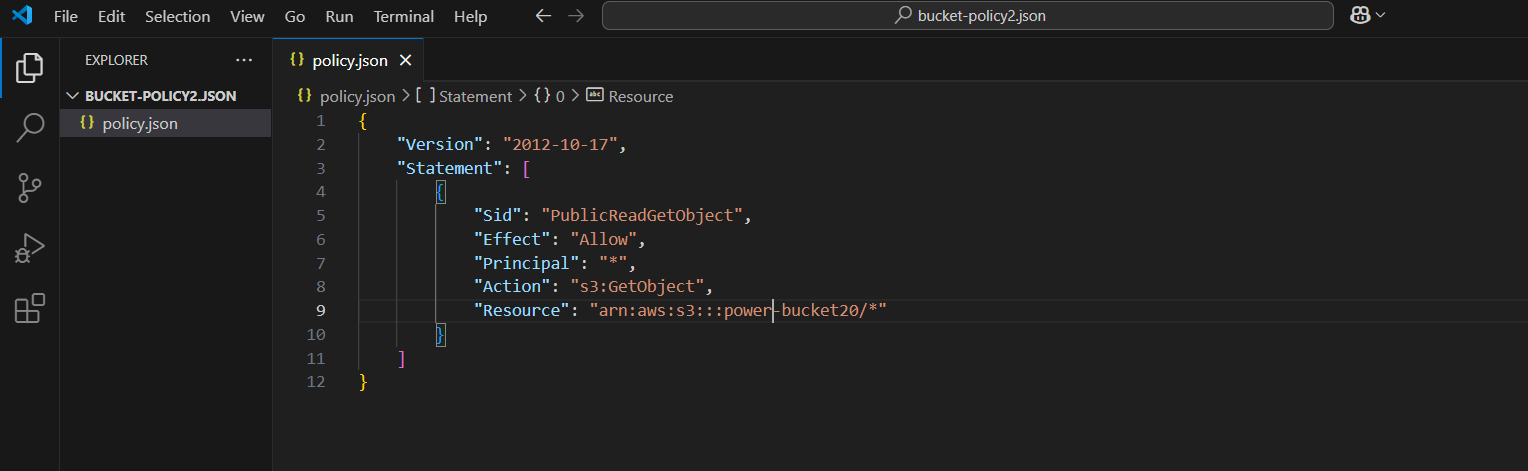 File Edit Selection View Go Run Terminal Help bucket-policy2.json
EXPLORER ...
BUCKET-POLICY2.JSON
{} policy.json
{} policy.json
{} policy.json > [ ] Statement > {} 0 > abc Resource
1 {
2     "Version": "2012-10-17",
3     "Statement": [
4         {
5             "Sid": "PublicReadGetObject",
6             "Effect": "Allow",
7             "Principal": "*",
8             "Action": "s3:GetObject",
9             "Resource": "arn:aws:s3:::power-bucket20/*"
10         }
11     ]
12 }